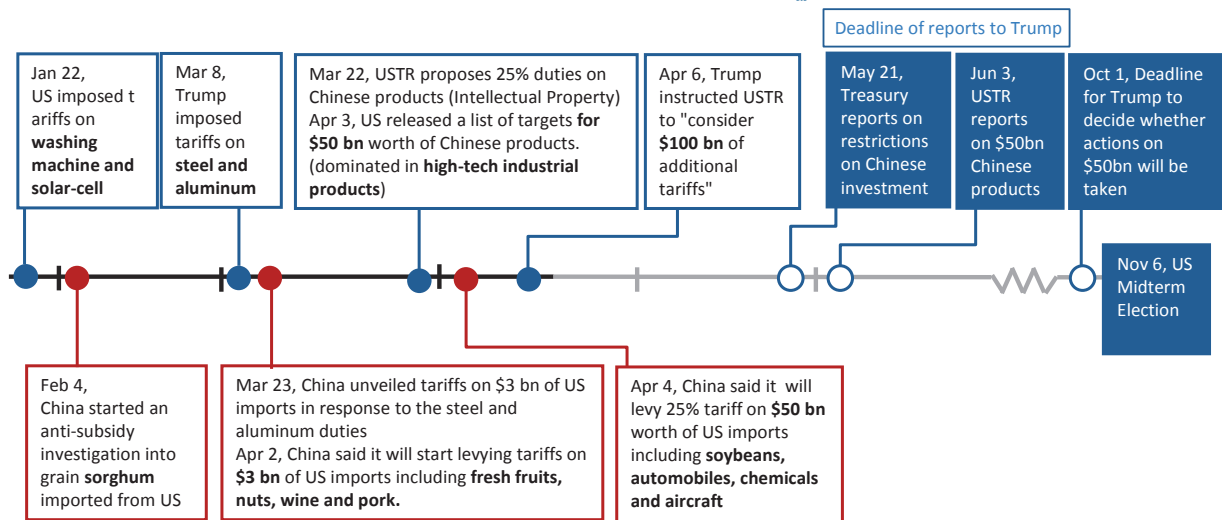 Deadline of reports to Trump
Jan 22,
US imposed t
ariffs on
washing
machine and
solar-cell
Mar 8,
Trump
imposed
tariffs on
steel and
aluminum
Mar 22, USTR proposes 25% duties on
Chinese products (Intellectual Property)
Apr 3, US released a list of targets for
$50 bn worth of Chinese products.
(dominated in high-tech industrial
products)
Apr 6, Trump
instructed USTR
to "consider
$100 bn of
additional
tariffs"
May 21,
Treasury
reports on
restrictions
on Chinese
investment
Jun 3,
USTR
reports
on $50bn
Chinese
products
Oct 1, Deadline
for Trump to
decide whether
actions on
$50bn will be
taken
Nov 6, US
Midterm
Election
Feb 4,
China started an
anti-subsidy
investigation into
grain sorghum
imported from US
Mar 23, China unveiled tariffs on $3 bn of US
imports in response to the steel and
aluminum duties
Apr 2, China said it will start levying tariffs on
$3 bn of US imports including fresh fruits,
nuts, wine and pork.
Apr 4, China said it will
levy 25% tariff on $50 bn
worth of US imports
including soybeans,
automobiles, chemicals
and aircraft